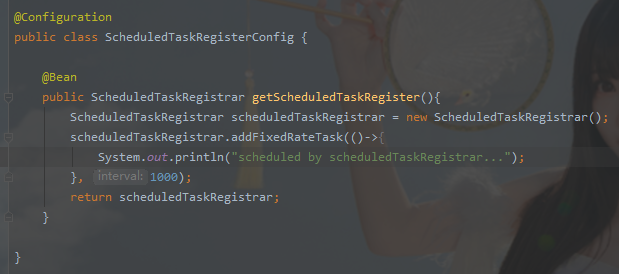 @Configuration
public class ScheduledTaskRegisterConfig {
@Bean
public ScheduledTaskRegistrar getScheduledTaskRegister(){
ScheduledTaskRegistrar scheduledTaskRegistrar = new ScheduledTaskRegistrar();
scheduledTaskRegistrar.addFixedRateTask(()->{
System.out.println("scheduled by scheduledTaskRegistrar...");
}, interval: 1000);
return scheduledTaskRegistrar;
}
}